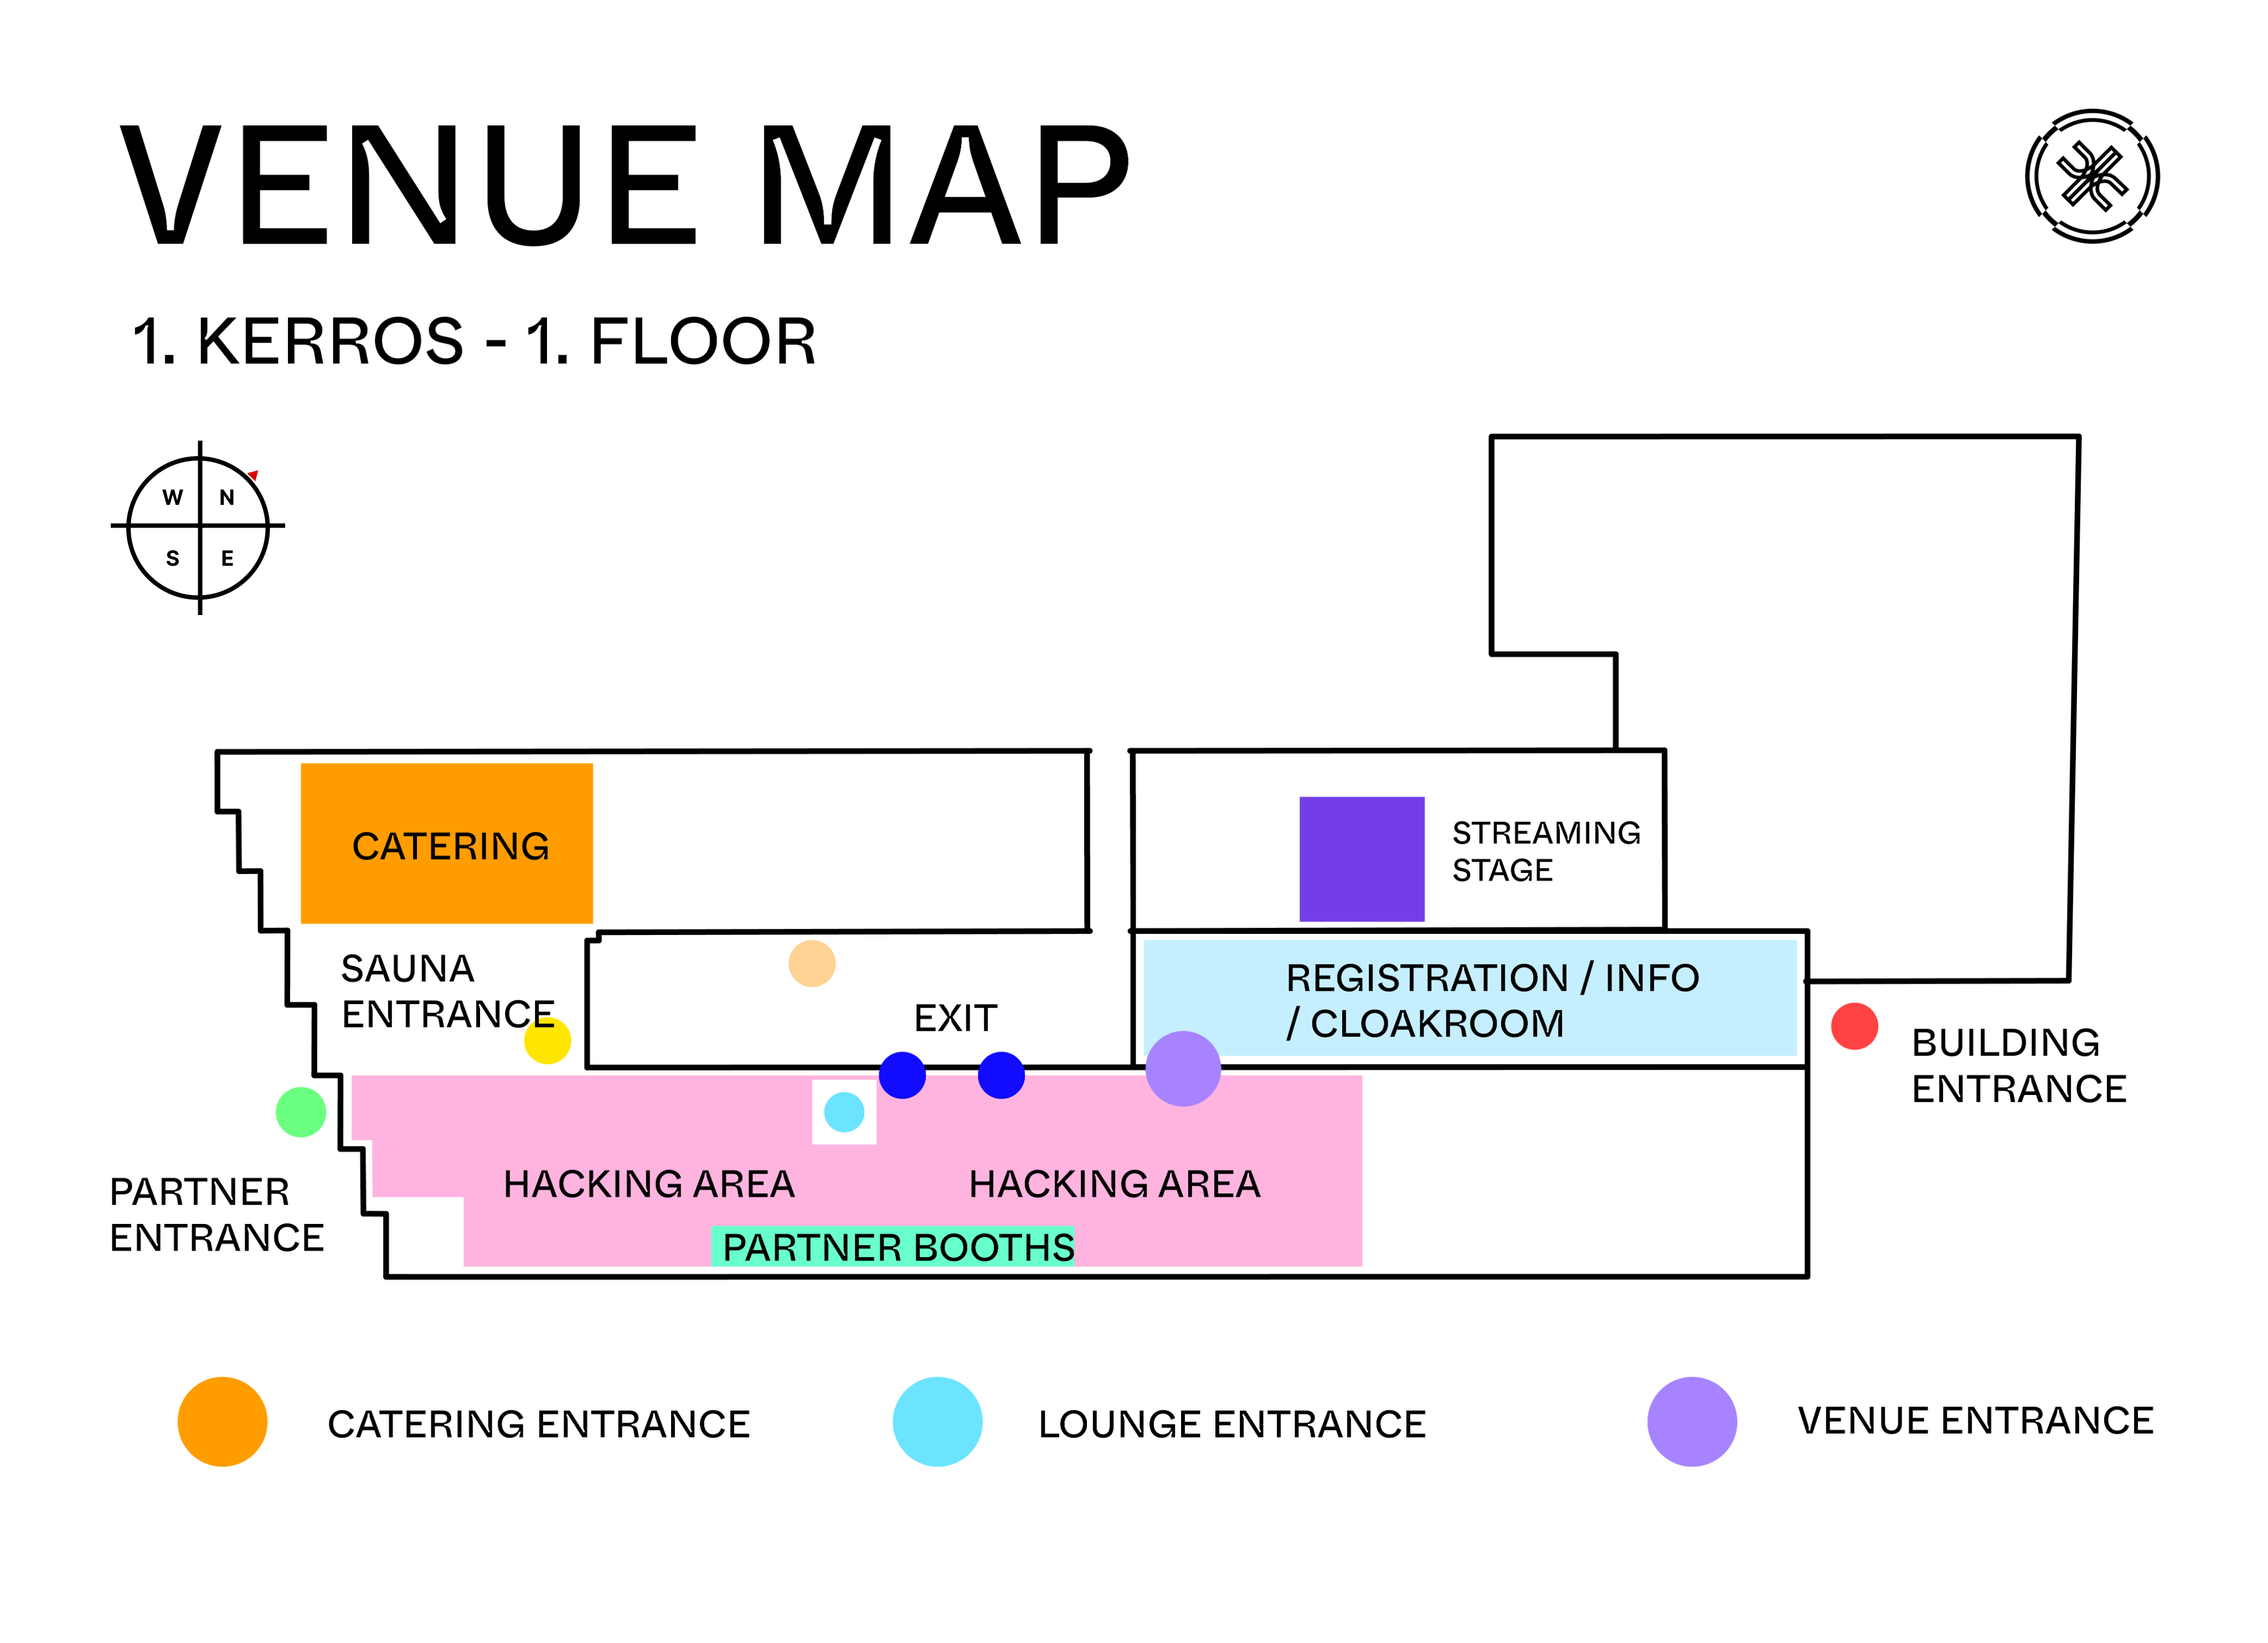 VENUE MAP
1. KERROS - 1. FLOOR
W N
S E
CATERING
STREAMING
STAGE
SAUNA
ENTRANCE
EXIT
REGISTRATION / INFO
/ CLOAKROOM
BUILDING
ENTRANCE
PARTNER
ENTRANCE
HACKING AREA
HACKING AREA
PARTNER BOOTHS
CATERING ENTRANCE
LOUNGE ENTRANCE
VENUE ENTRANCE